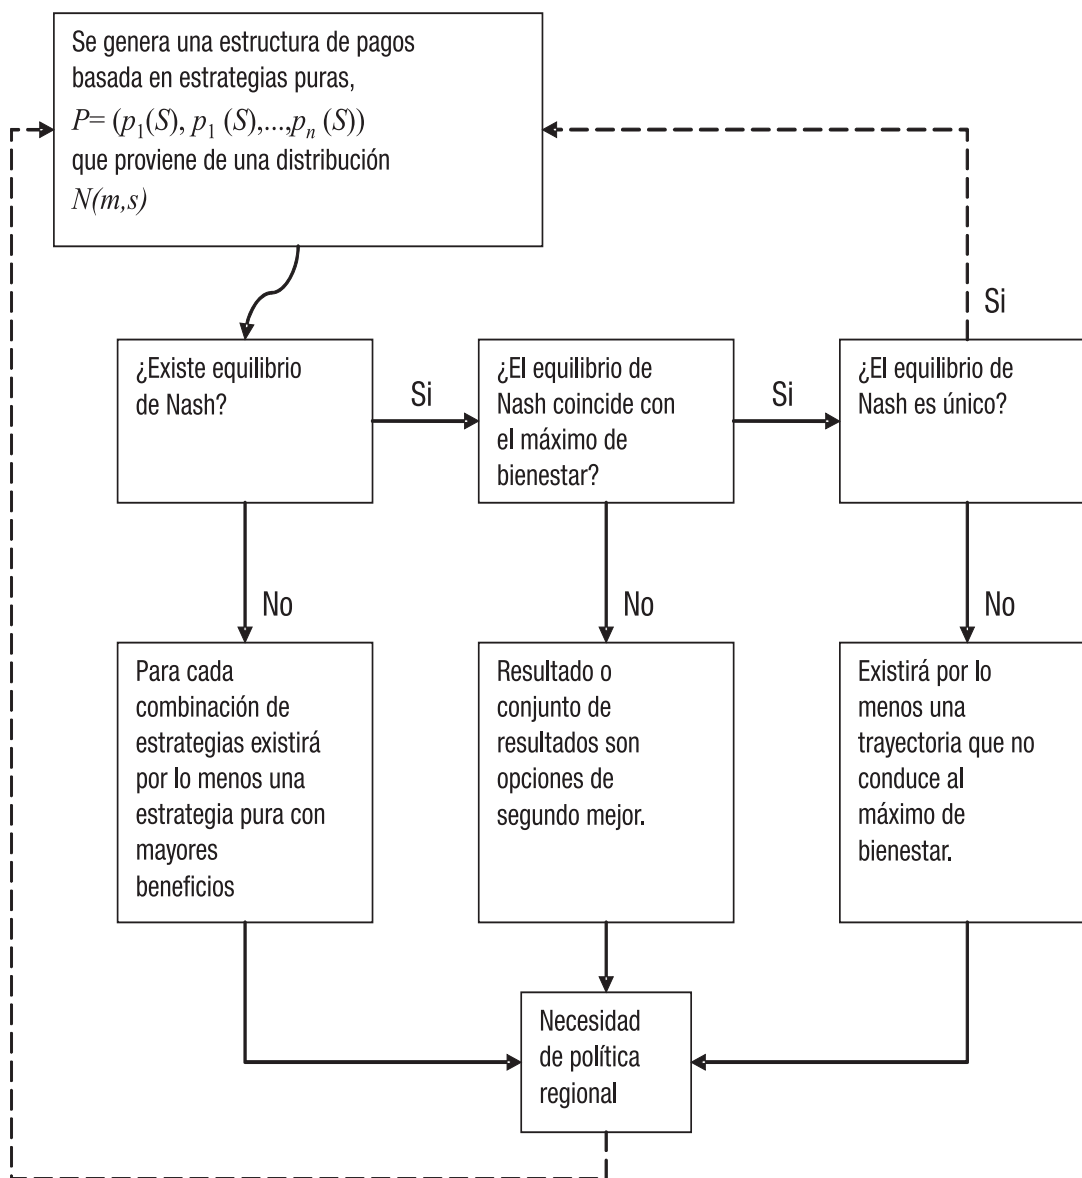 Se genera una estructura de pagos
basada en estrategias puras,
P= (p₁(S), p₁ (S),...,pₙ (S))
que proviene de una distribución
N(m,s)
Si
¿Existe equilibrio
de Nash?
Si
¿El equilibrio de
Nash coincide con
el máximo de
bienestar?
Si
¿El equilibrio de
Nash es único?
No
No
No
Para cada
combinación de
estrategias existirá
por lo menos una
estrategia pura con
mayores
beneficios
Resultado o
conjunto de
resultados son
opciones de
segundo mejor.
Existirá por lo
menos una
trayectoria que no
conduce al
máximo de
bienestar.
Necesidad
de política
regional